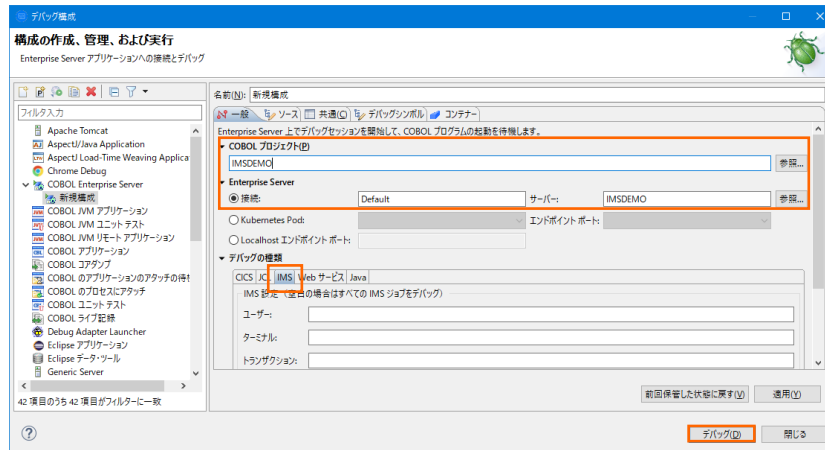 デバッグ構成
構成の作成、管理、および実行
Enterprise Server アプリケーションへの接続とデバッグ
フィルタ入力
Apache Tomcat
AspectJ/Java Application
AspectJ Load-Time Weaving Applica
Chrome Debug
COBOL Enterprise Server
新規構成
COBOL JVM アプリケーション
COBOL JVM ユニット テスト
COBOL JVM リモート アプリケーション
COBOL アプリケーション
COBOL コアダンプ
COBOL のアプリケーションのアタッチの待機
COBOL のプロセスにアタッチ
COBOL ユニット テスト
COBOL ライブ記録
Debug Adapter Launcher
Eclipse アプリケーション
Eclipse データ・ツール
Generic Server
42 項目のうち 42 項目がフィルターに一致
名前(N): 新規構成
一般 ソース 共通(C) デバッグシンボル コンテナー
Enterprise Server 上でデバッグセッションを開始して、COBOL プログラムの起動を待機します。
COBOL プロジェクト(P)
IMSDEMO 参照...
Enterprise Server
接続: Default サーバー: IMSDEMO 参照...
Kubernetes Pod: エンドポイント ポート:
Localhost エンドポイント ポート:
デバッグの種類
CICS JCL IMS Web サービス Java
IMS 設定 (空白の場合はすべての IMS ジョブをデバッグ)
ユーザー:
ターミナル:
トランザクション:
前回保管した状態に戻す(V) 適用(Y)
デバッグ(D) 閉じる